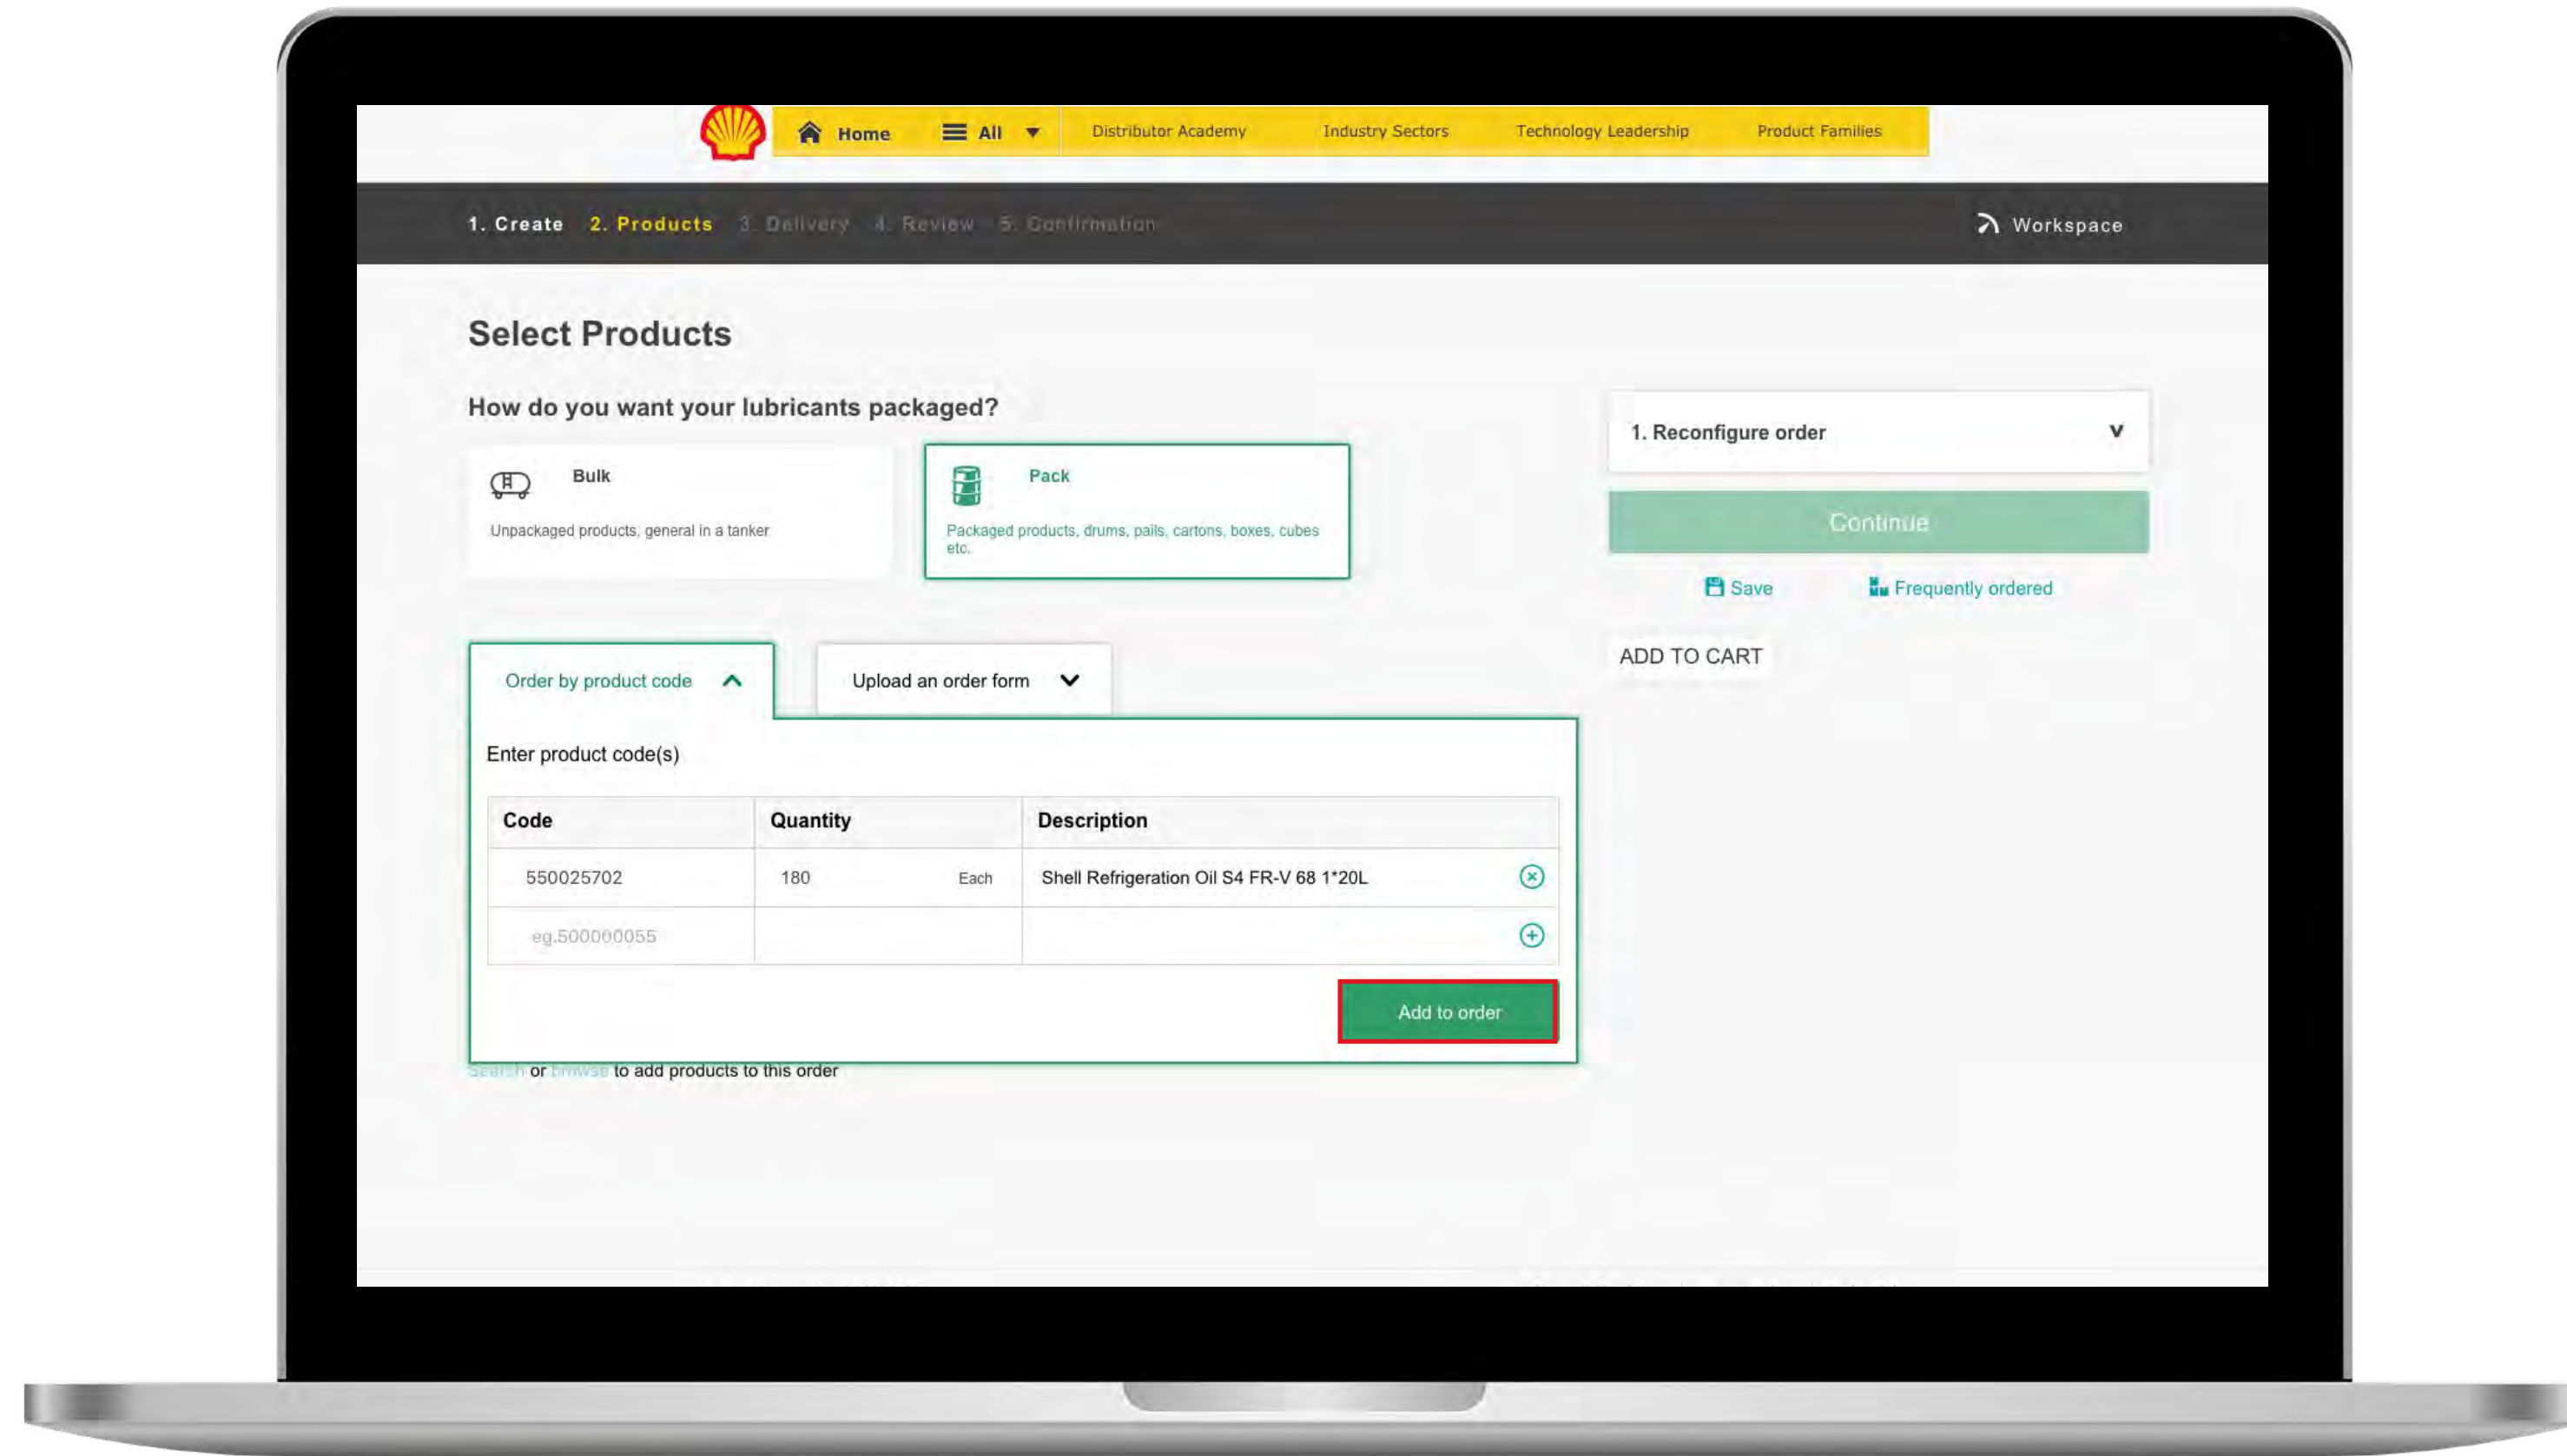 Home All Distributor Academy Industry Sectors Technology Leadership Product Families
1. Create 2. Products 3. Delivery 4. Review 5. Confirmation Workspace
Select Products
How do you want your lubricants packaged?
Bulk
Unpackaged products, general in a tanker
Pack
Packaged products, drums, pails, cartons, boxes, cubes
etc.
1. Reconfigure order
Continue
Save Frequently ordered
ADD TO CART
Order by product code Upload an order form
Enter product code(s)
Code Quantity Description
550025702 180 Each Shell Refrigeration Oil S4 FR-V 68 1*20L
eg.500000055
Add to order
Search or browse to add products to this order